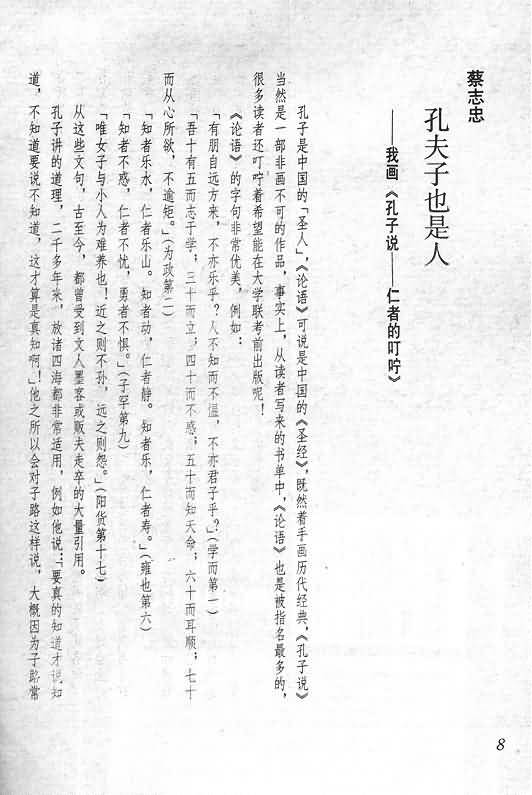 蔡志忠
孔夫子也是人
——我画《孔子说——仁者的叮咛》
孔子是中国的「圣人」，《论语》可说是中国的《圣经》，既然着手画历代经典，《孔子说》
当然是一部非画不可的作品，事实上，从读者写来的书单中，《论语》也是被指名最多的，
很多读者还叮咛着希望能在大学联考前出版呢！
《论语》的字句非常优美，例如：
「有朋自远方来，不亦乐乎？人不知而不愠，不亦君子乎？」（学而第一）
「吾十有五而志于学；三十而立；四十而不惑；五十而知天命；六十而耳顺；七十
而从心所欲，不逾矩。」（为政第二）
「知者乐水，仁者乐山。知者动，仁者静。知者乐，仁者寿。」（雍也第六）
「知者不惑，仁者不忧，勇者不惧。」（子罕第九）
「唯女子与小人为难养也！近之则不孙，远之则怨。」（阳货第十七）
从这些文句，古至今，都曾受到文人墨客或贩夫走卒的大量引用。
孔子讲的道理，二千多年来，放诸四海都非常适用，例如他说：「要真的知道才说知
道，不知道要说不知道，这才算是真知啊」！他之所以会对子路这样说，大概因为子路常
8